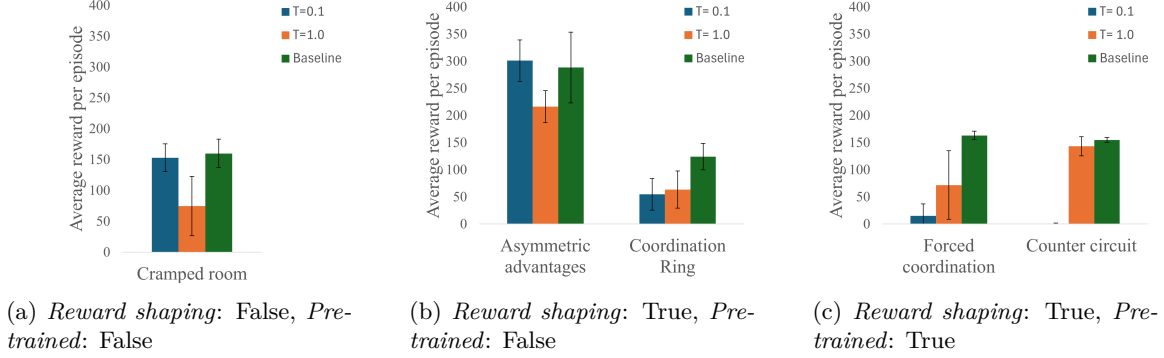 Average reward per episode
400
350
300
250
200
150
100
50
0
T=0.1
T=1.0
Baseline
Cramped room
(a) Reward shaping: False, Pre-
trained: False
Average reward per episode
400
350
300
250
200
150
100
50
0
T= 0.1
T= 1.0
Baseline
Asymmetric
advantages
Coordination
Ring
(b) Reward shaping: True, Pre-
trained: False
Average reward per episode
400
350
300
250
200
150
100
50
0
T= 0.1
T= 1.0
Baseline
Forced
coordination
Counter circuit
(c) Reward shaping: True, Pre-
trained: True